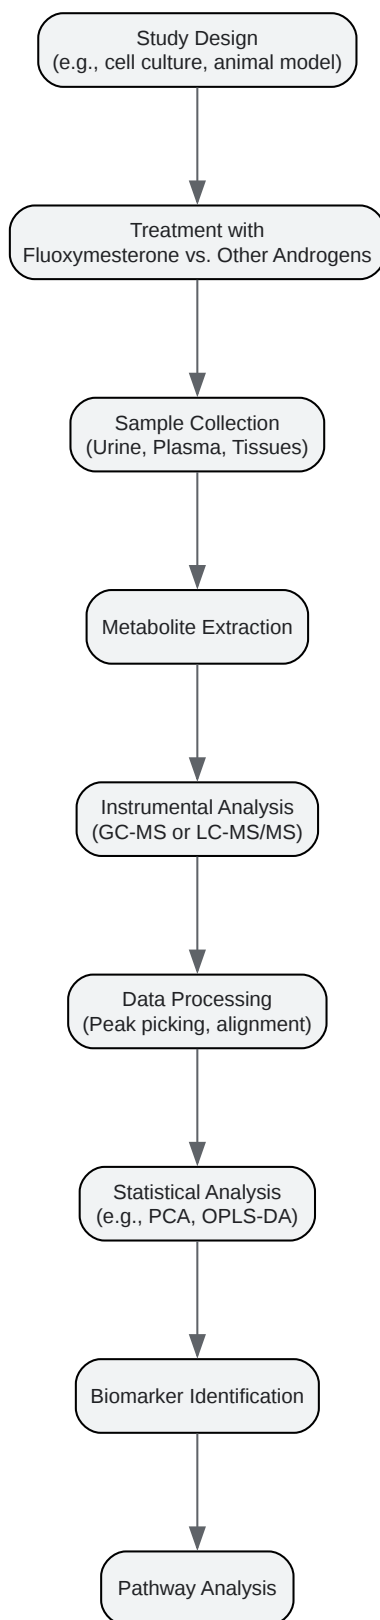 Study Design
(e.g., cell culture, animal model)
Treatment with
Fluoxymesterone vs. Other Androgens
Sample Collection
(Urine, Plasma, Tissues)
Metabolite Extraction
Instrumental Analysis
(GC-MS or LC-MS/MS)
Data Processing
(Peak picking, alignment)
Statistical Analysis
(e.g., PCA, OPLS-DA)
Biomarker Identification
Pathway Analysis